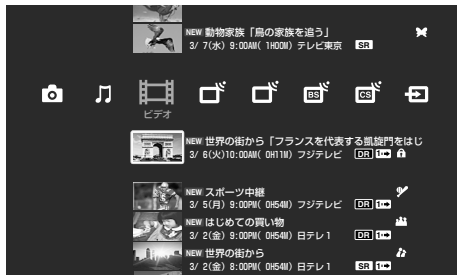 NEW 動物家族「鳥の家族を追う」
3/ 7(水) 9:00AM( 1H00M) テレビ東京 SR
BS
CS
ビデオ
NEW 世界の街から「フランスを代表する凱旋門をはじ
3/ 6(火)10:00AM( 0H11M) フジテレビ DR 1
NEW スポーツ中継
3/ 5(月) 9:00PM( 0H54M) フジテレビ DR 1
NEW はじめての買い物
3/ 2(金) 9:00PM( 0H54M) 日テレ1 DR 1
NEW 世界の街から
3/ 2(金) 8:00PM( 0H54M) 日テレ1 SR 1